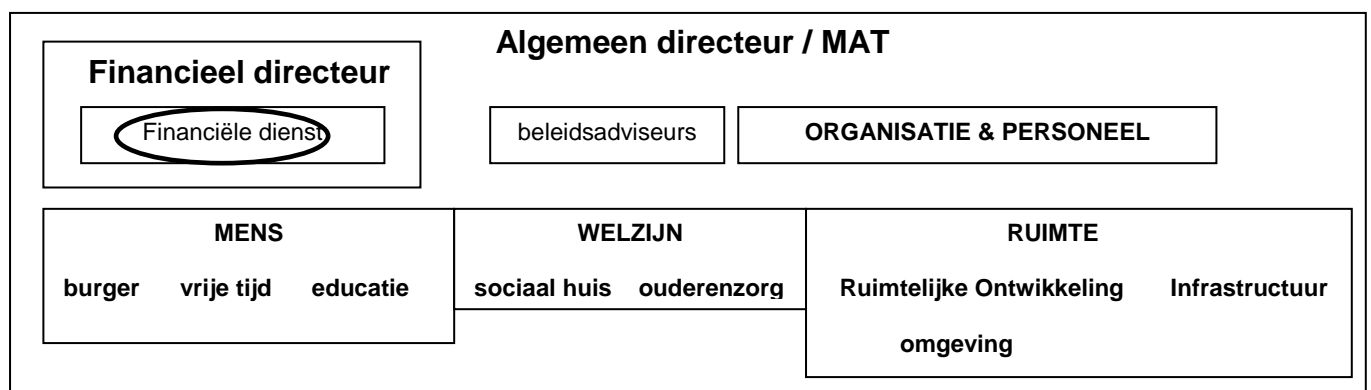 Algemeen directeur / MAT
Financieel directeur
Financiële dienst
beleidsadviseurs
ORGANISATIE & PERSONEEL
MENS
burger vrije tijd educatie
WELZIJN
sociaal huis ouderenzorg
RUIMTE
Ruimtelijke Ontwikkeling Infrastructuur
omgeving